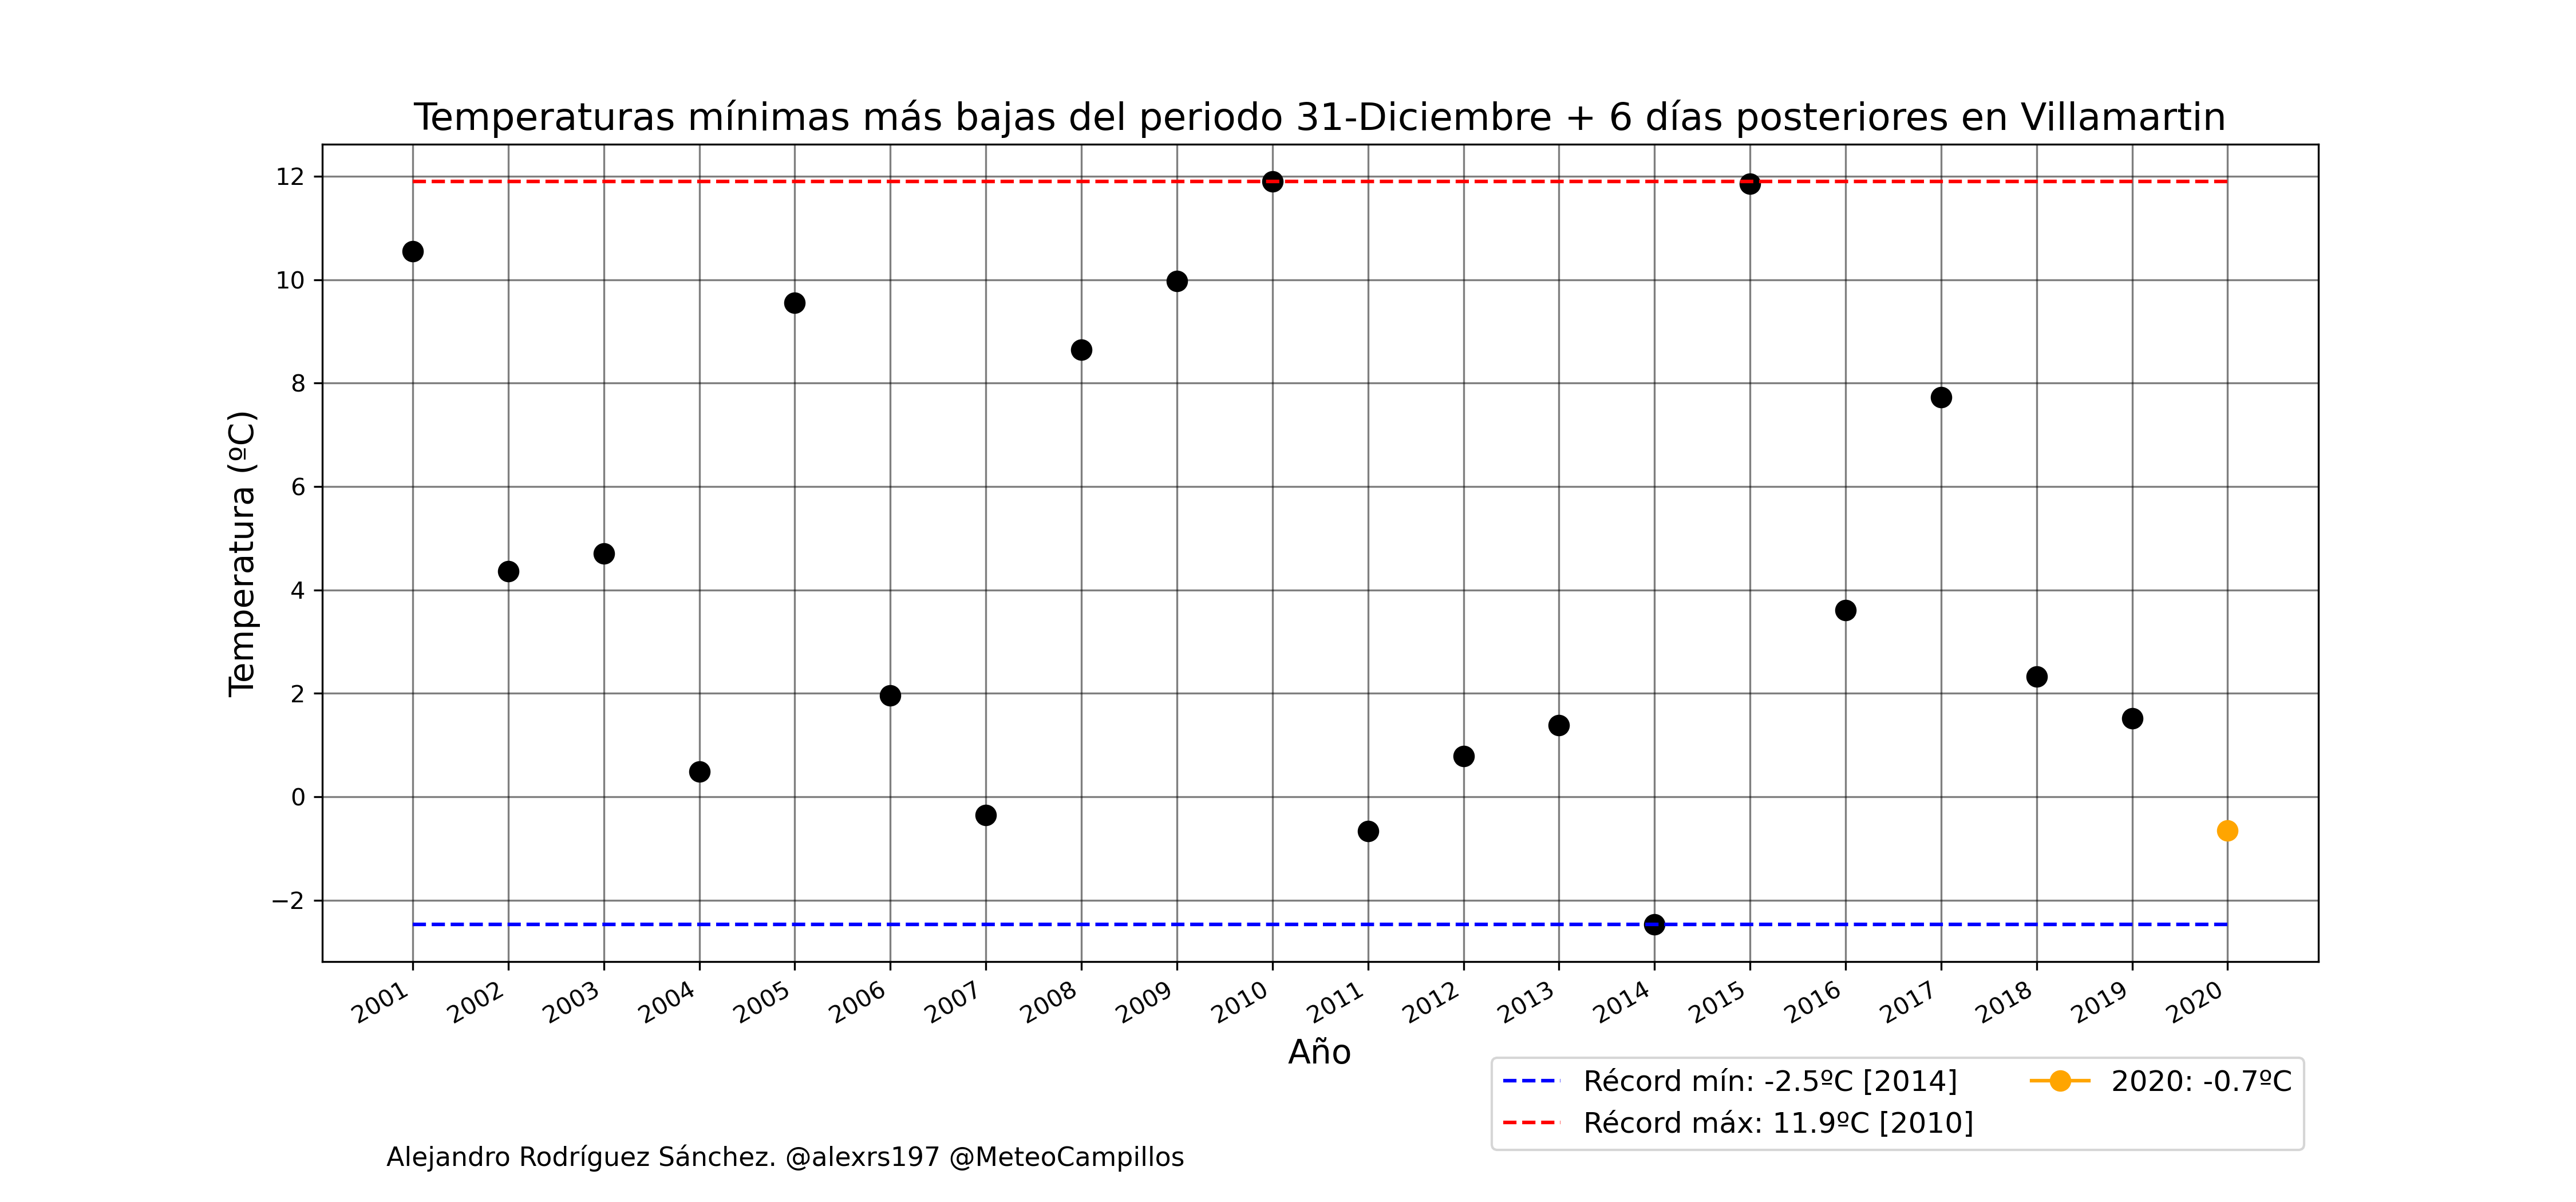 Temperaturas mínimas más bajas del periodo 31-Diciembre + 6 días posteriores en Villamartin
Temperatura (ºC)
12
10
8
6
4
2
0
−2
2001 2002 2003 2004 2005 2006 2007 2008 2009 2010 2011 2012 2013 2014 2015 2016 2017 2018 2019 2020
Año
Récord mín: -2.5ºC [2014]
Récord máx: 11.9ºC [2010]
2020: -0.7ºC
Alejandro Rodríguez Sánchez. @alexrs197 @MeteoCampillos